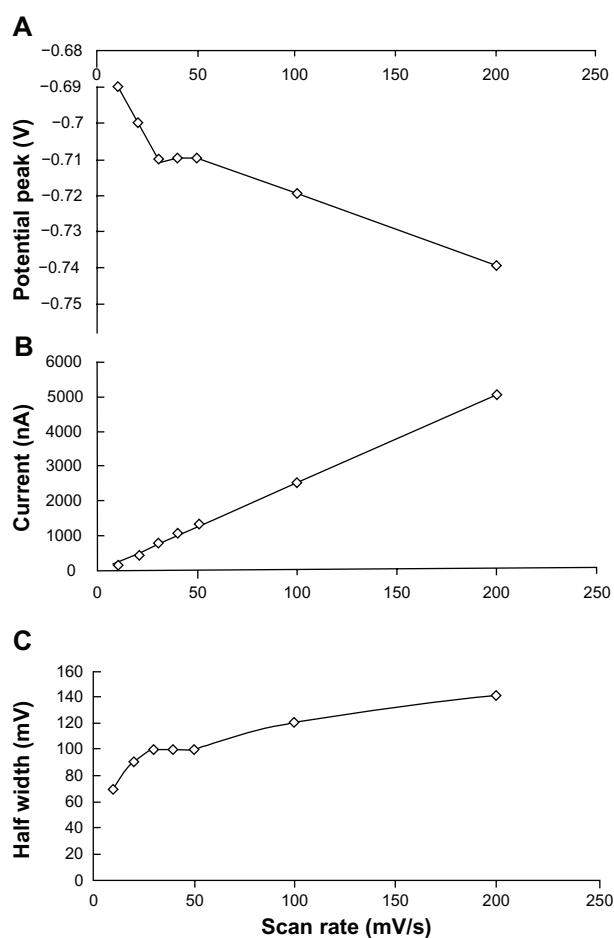 A
−0.68
0 50 100 150 200 250
−0.69
−0.7
−0.71
−0.72
−0.73
−0.74
−0.75
Potential peak (V)
B
6000
5000
4000
3000
2000
1000
0
Current (nA)
0 50 100 150 200 250
C
160
140
120
100
80
60
40
20
0
Half width (mV)
0 50 100 150 200 250
Scan rate (mV/s)